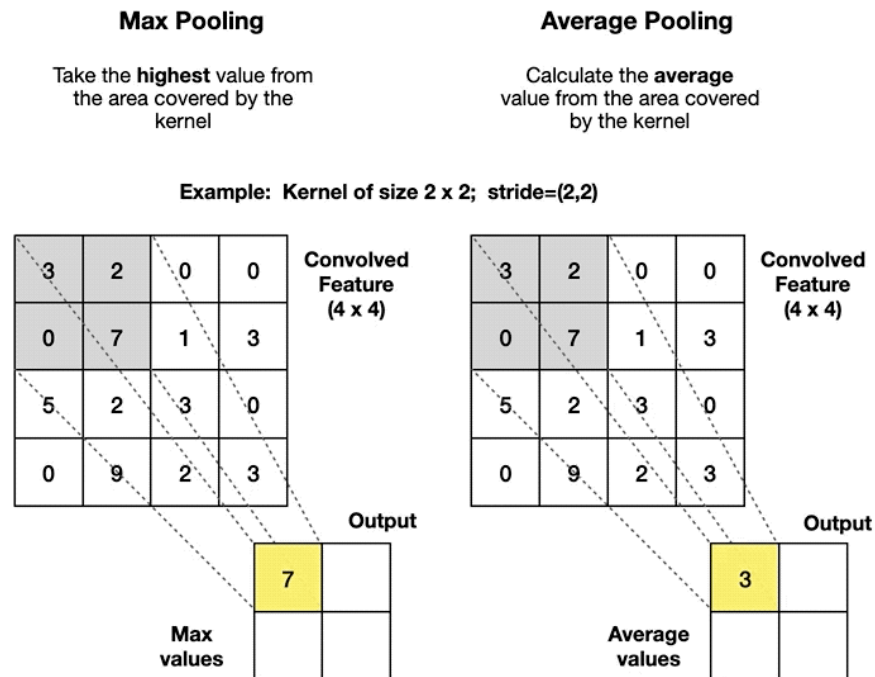 Max Pooling
Take the highest value from
the area covered by the
kernel
Average Pooling
Calculate the average
value from the area covered
by the kernel
Example: Kernel of size 2 x 2; stride=(2,2)
3 2 0 0
0 7 1 3
5 2 3 0
0 9 2 3
Convolved
Feature
(4 x 4)
Output
7
Max
values
3 2 0 0
0 7 1 3
5 2 3 0
0 9 2 3
Convolved
Feature
(4 x 4)
Output
3
Average
values